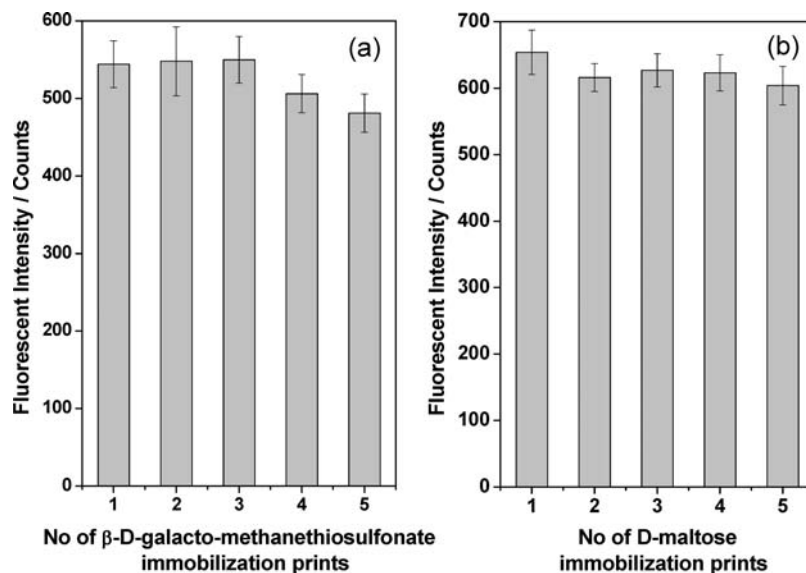 (a)
Fluorescent Intensity / Counts
600
500
400
300
200
100
0
1 2 3 4 5
No of β-D-galacto-methanethiosulfonate
immobilization prints
(b)
Fluorescent Intensity / Counts
700
600
500
400
300
200
100
0
1 2 3 4 5
No of D-maltose
immobilization prints